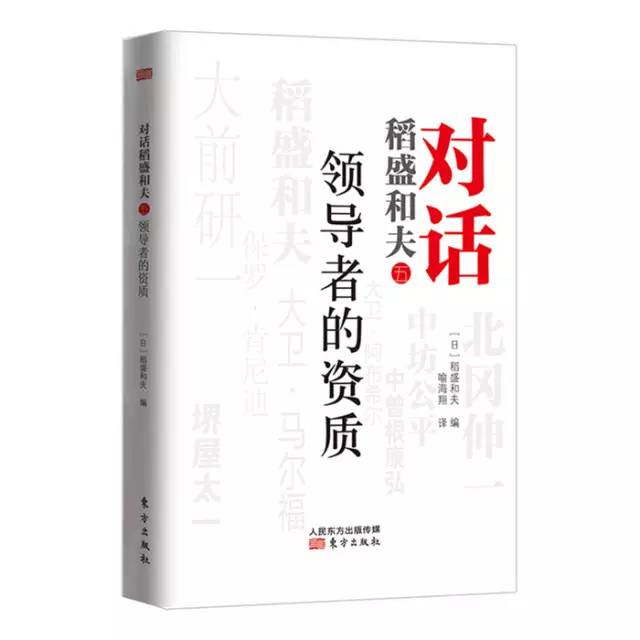 对话稻盛和夫 五 领导者的资质
[日]稻盛和夫 编
东方出版社
对话
稻盛和夫 五
领导者的资质
[日]稻盛和夫 编
喻海翔 译
北冈伸一
中坊公平
中曾根康弘
大卫·阿布希尔
稻盛和夫
大卫·马尔福
保罗·肯尼迪
大前研一
堺屋太一
人民东方出版传媒
东方出版社